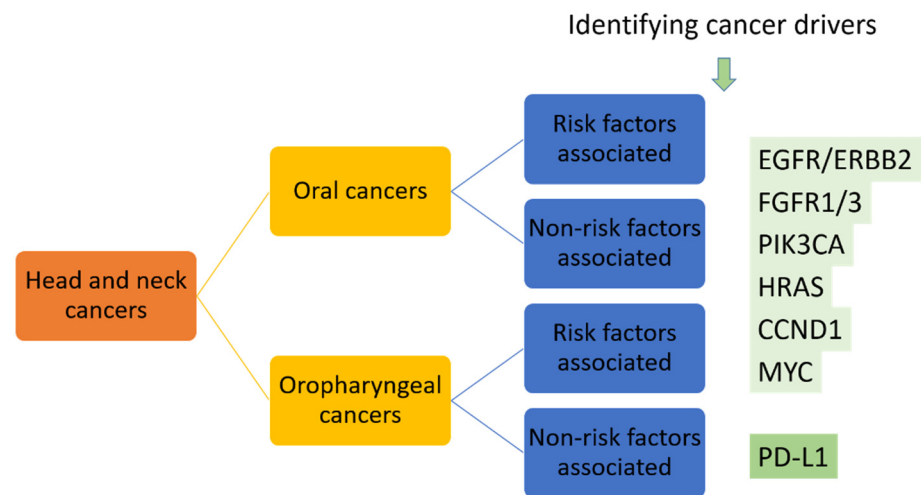 Identifying cancer drivers
Head and neck
cancers
Oral cancers
Oropharyngeal
cancers
Risk factors
associated
Non-risk factors
associated
Risk factors
associated
Non-risk factors
associated
EGFR/ERBB2
FGFR1/3
PIK3CA
HRAS
CCND1
MYC
PD-L1